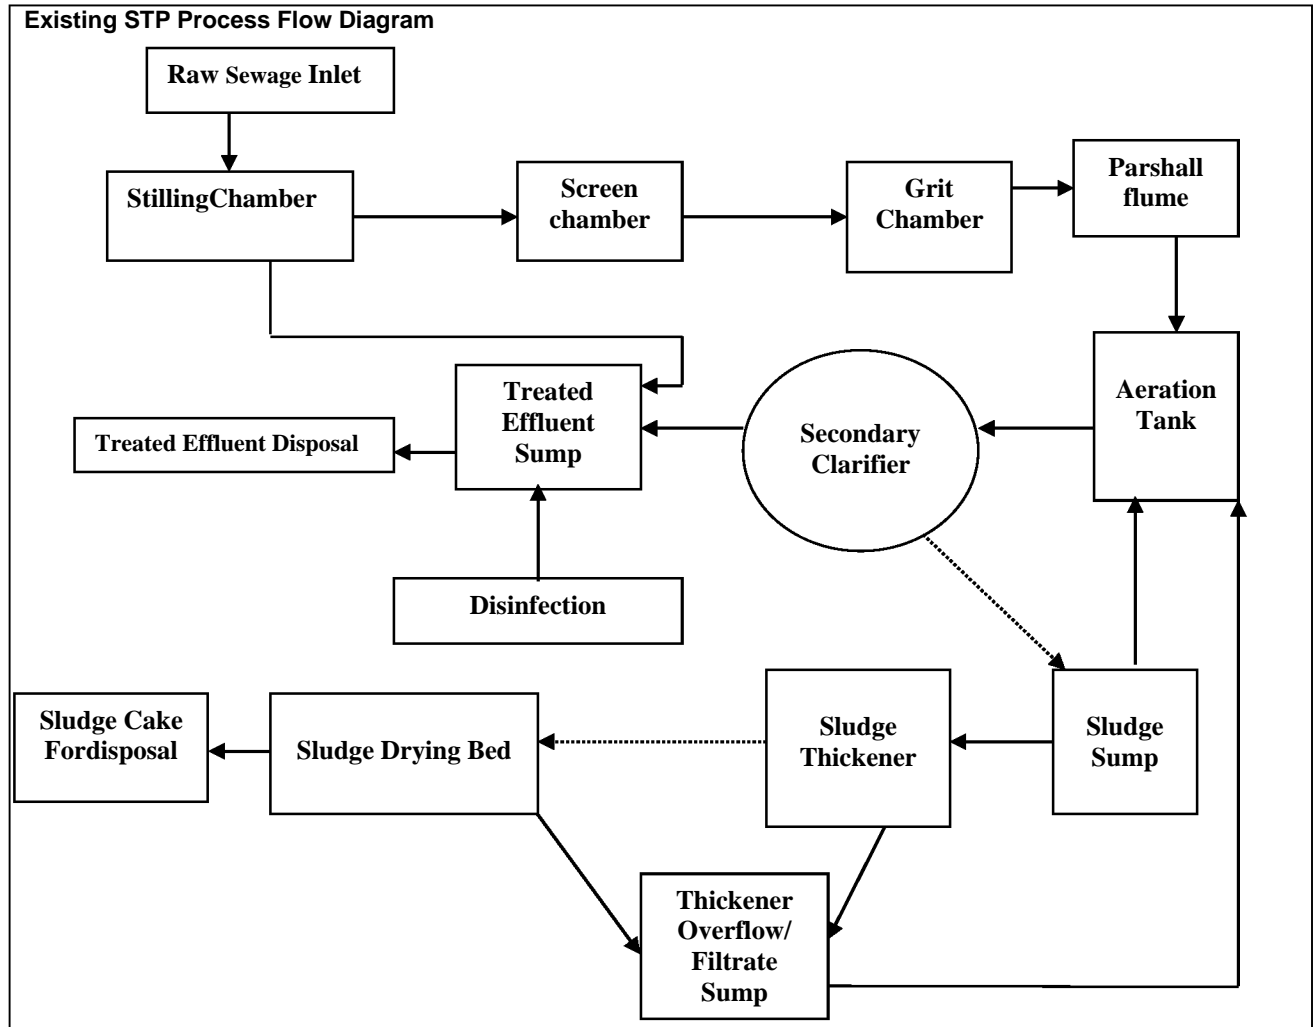 Existing STP Process Flow Diagram
Raw Sewage Inlet
StillingChamber
Screen
chamber
Grit
Chamber
Parshall
flume
Treated
Effluent
Sump
Treated Effluent Disposal
Secondary
Clarifier
Aeration
Tank
Disinfection
Sludge Cake
Fordisposal
Sludge Drying Bed
Sludge
Thickener
Sludge
Sump
Thickener
Overflow/
Filtrate
Sump